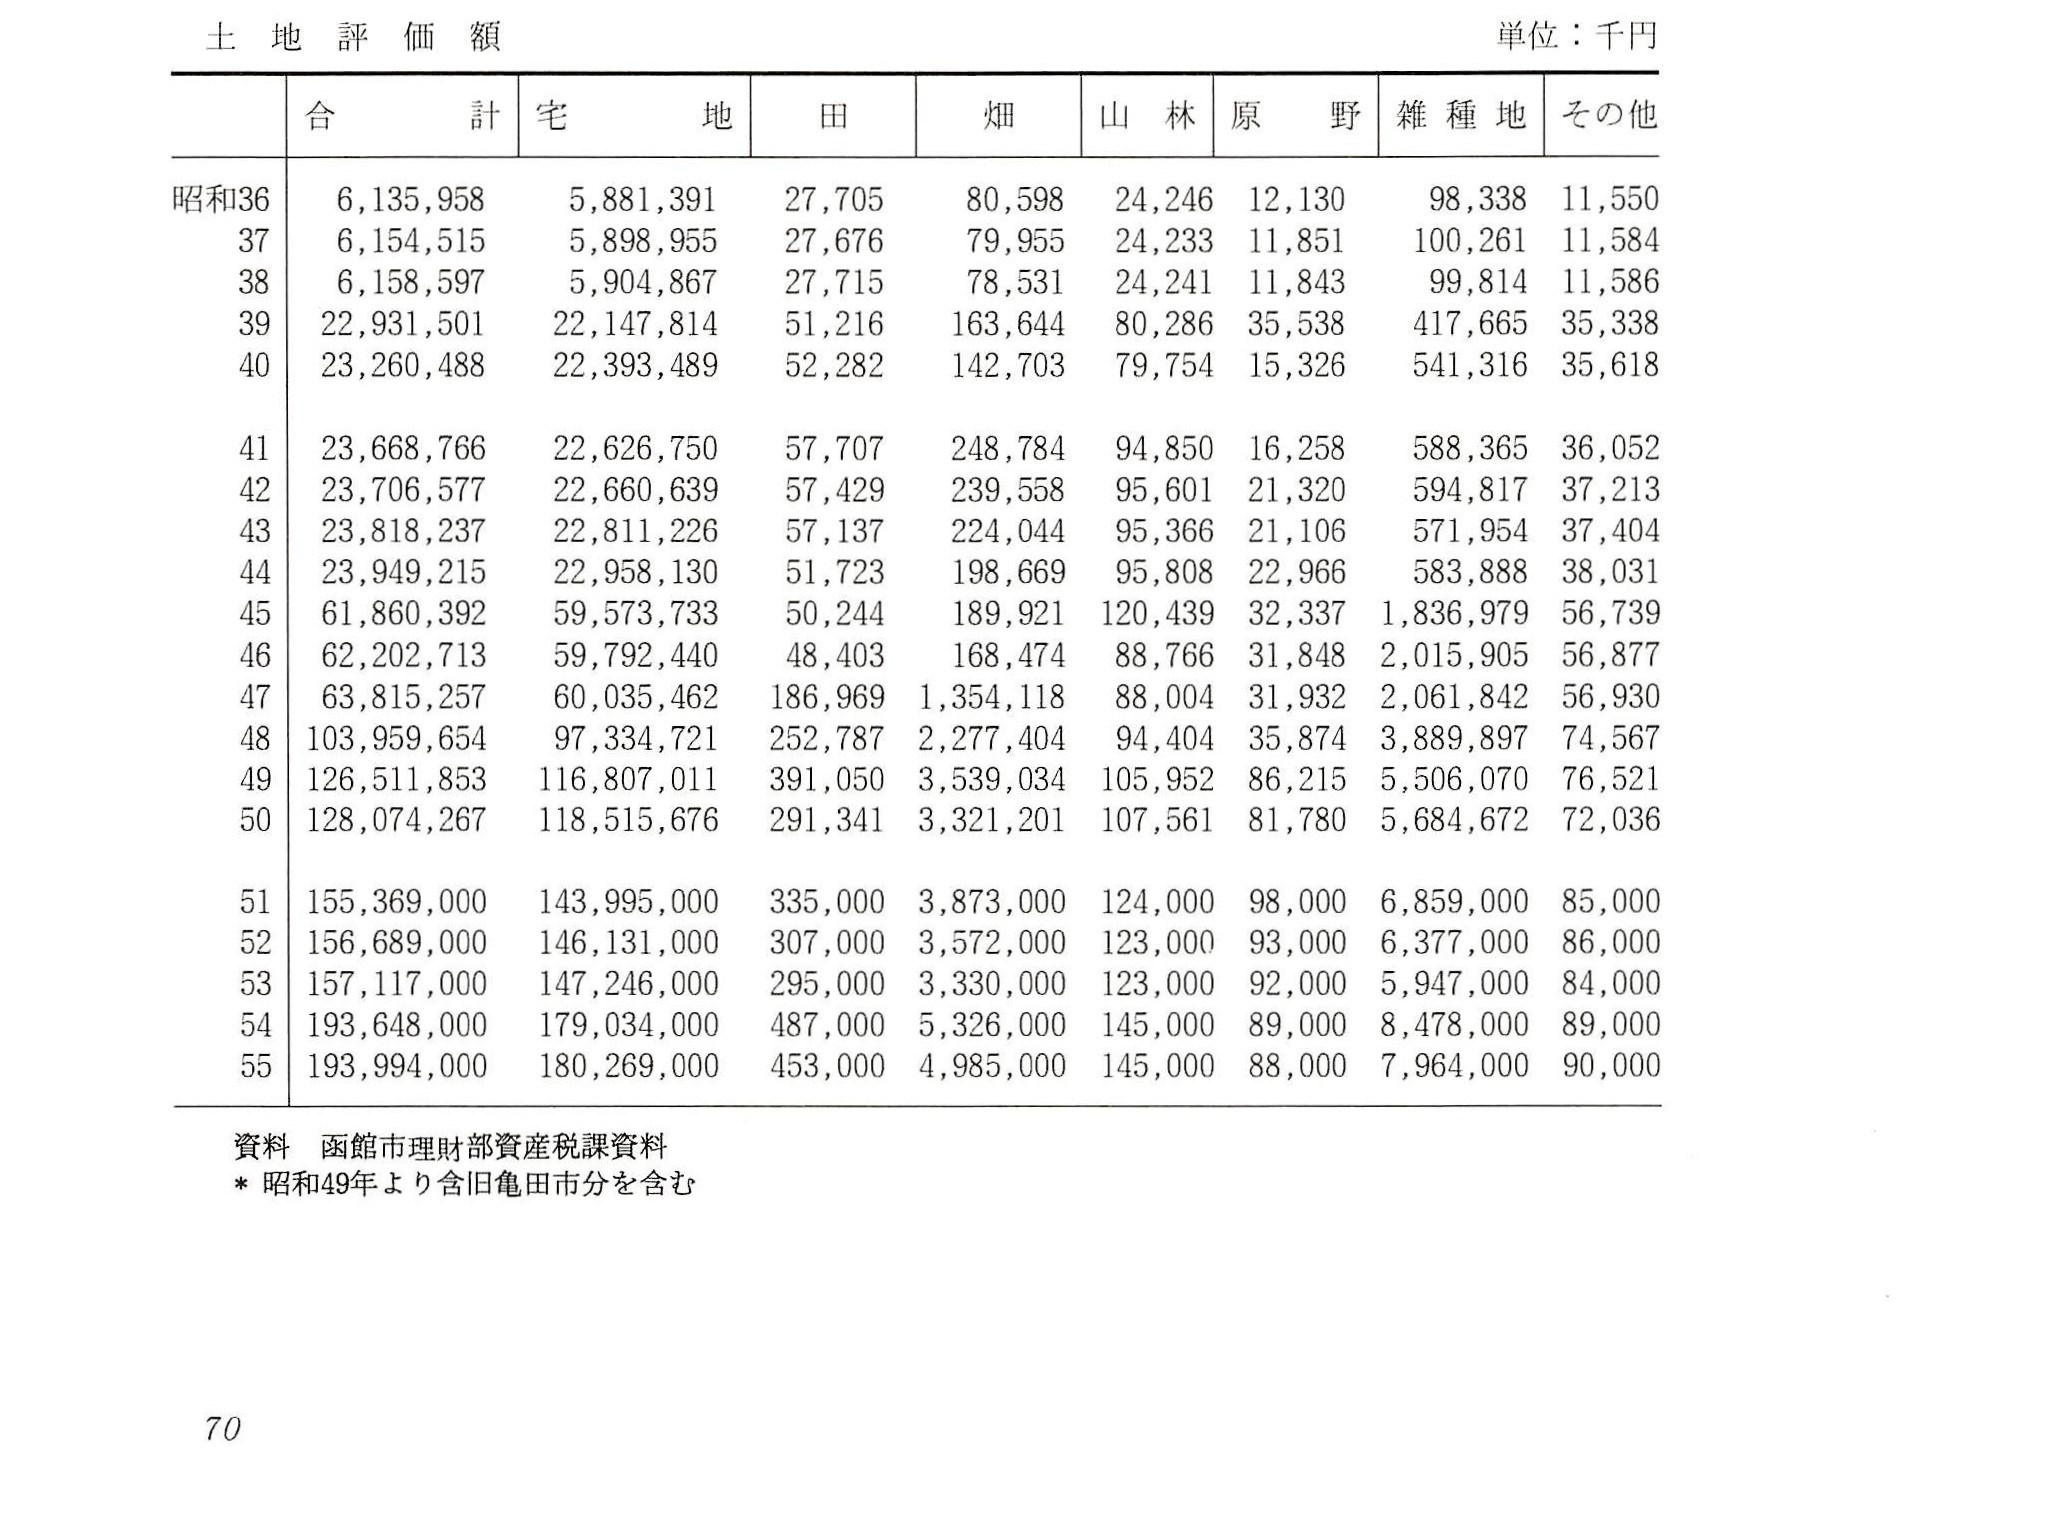 土地評価額 単位：千円
合計 宅地 田 畑 山林 原野 雑種地 その他
昭和36 6,135,958 5,881,391 27,705 80,598 24,246 12,130 98,338 11,550
37 6,154,515 5,898,955 27,676 79,955 24,233 11,851 100,261 11,584
38 6,158,597 5,904,867 27,715 78,531 24,241 11,843 99,814 11,586
39 22,931,501 22,147,814 51,216 163,644 80,286 35,538 417,665 35,338
40 23,260,488 22,393,489 52,282 142,703 79,754 15,326 541,316 35,618
41 23,668,766 22,626,750 57,707 248,784 94,850 16,258 588,365 36,052
42 23,706,577 22,660,639 57,429 239,558 95,601 21,320 594,817 37,213
43 23,818,237 22,811,226 57,137 224,044 95,366 21,106 571,954 37,404
44 23,949,215 22,958,130 51,723 198,669 95,808 22,966 583,888 38,031
45 61,860,392 59,573,733 50,244 189,921 120,439 32,337 1,836,979 56,739
46 62,202,713 59,792,440 48,403 168,474 88,766 31,848 2,015,905 56,877
47 63,815,257 60,035,462 186,969 1,354,118 88,004 31,932 2,061,842 56,930
48 103,959,654 97,334,721 252,787 2,277,404 94,404 35,874 3,889,897 74,567
49 126,511,853 116,807,011 391,050 3,539,034 105,952 86,215 5,506,070 76,521
50 128,074,267 118,515,676 291,341 3,321,201 107,561 81,780 5,684,672 72,036
51 155,369,000 143,995,000 335,000 3,873,000 124,000 98,000 6,859,000 85,000
52 156,689,000 146,131,000 307,000 3,572,000 123,000 93,000 6,377,000 86,000
53 157,117,000 147,246,000 295,000 3,330,000 123,000 92,000 5,947,000 84,000
54 193,648,000 179,034,000 487,000 5,326,000 145,000 89,000 8,478,000 89,000
55 193,994,000 180,269,000 453,000 4,985,000 145,000 88,000 7,964,000 90,000
資料 函館市理財部資産税課資料
* 昭和49年より含旧亀田市分を含む
70